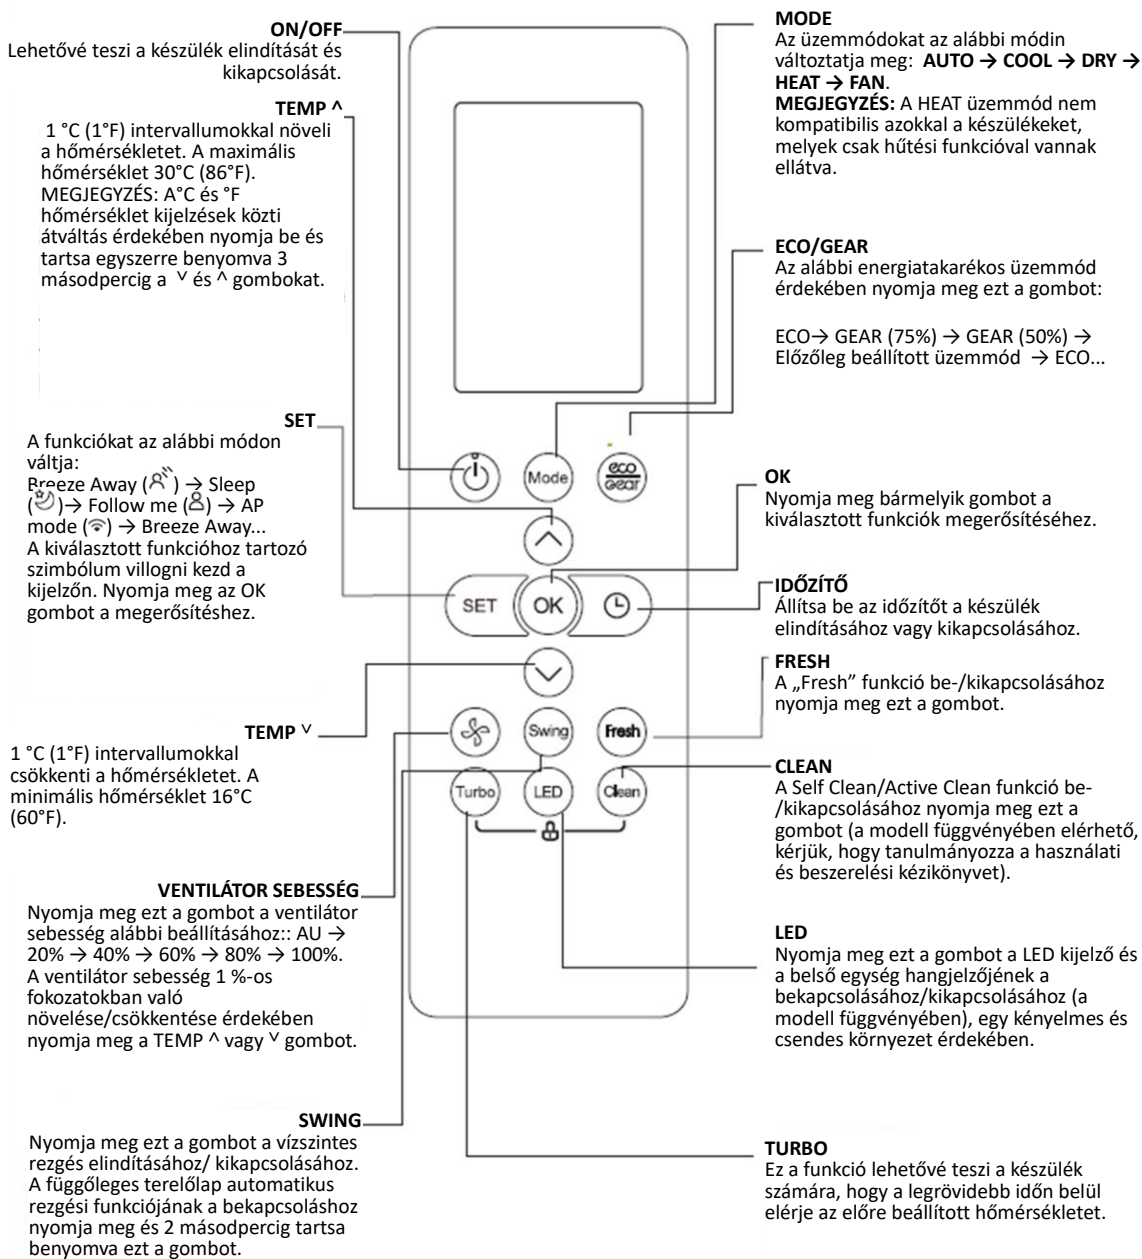 ON/OFF
Lehetővé teszi a készülék elindítását és
kikapcsolását.
TEMP ^
1 °C (1°F) intervallumokkal növeli
a hőmérsékletet. A maximális
hőmérséklet 30°C (86°F).
MEGJEGYZÉS: A°C és °F
hőmérséklet kijelzések közti
átváltás érdekében nyomja be és
tartsa egyszerre benyomva 3
másodpercig a ˅ és ^ gombokat.
SET
A funkciókat az alábbi módon
váltja:
Breeze Away ( ) → Sleep
( )→ Follow me ( ) → AP
mode ( ) → Breeze Away...
A kiválasztott funkcióhoz tartozó
szimbólum villogni kezd a
kijelzőn. Nyomja meg az OK
gombot a megerősítéshez.
TEMP ˅
1 °C (1°F) intervallumokkal
csökkenti a hőmérsékletet. A
minimális hőmérséklet 16°C
(60°F).
VENTILÁTOR SEBESSÉG
Nyomja meg ezt a gombot a ventilátor
sebesség alábbi beállításához:: AU →
20% → 40% → 60% → 80% → 100%.
A ventilátor sebesség 1 %-os
fokozatokban való
növelése/csökkentése érdekében
nyomja meg a TEMP ^ vagy ˅ gombot.
SWING
Nyomja meg ezt a gombot a vízszintes
rezgés elindításához/ kikapcsolásához.
A függőleges terelőlap automatikus
rezgési funkciójának a bekapcsoláshoz
nyomja meg és 2 másodpercig tartsa
benyomva ezt a gombot.
Mode
eco
Gear
SET
OK
Swing
Fresh
Turbo
LED
Clean
MODE
Az üzemmódokat az alábbi módin
változtatja meg: AUTO → COOL → DRY →
HEAT → FAN.
MEGJEGYZÉS: A HEAT üzemmód nem
kompatibilis azokkal a készülékeket,
melyek csak hűtési funkcióval vannak
ellátva.
ECO/GEAR
Az alábbi energiatakarékos üzemmód
érdekében nyomja meg ezt a gombot:
ECO→ GEAR (75%) → GEAR (50%) →
Előzőleg beállított üzemmód → ECO...
OK
Nyomja meg bármelyik gombot a
kiválasztott funkciók megerősítéséhez.
IDŐZÍTŐ
Állítsa be az időzítőt a készülék
elindításához vagy kikapcsolásához.
FRESH
A „Fresh” funkció be-/kikapcsolásához
nyomja meg ezt a gombot.
CLEAN
A Self Clean/Active Clean funkció be-
/kikapcsolásához nyomja meg ezt a
gombot (a modell függvényében elérhető,
kérjük, hogy tanulmányozza a használati
és beszerelési kézikönyvet).
LED
Nyomja meg ezt a gombot a LED kijelző és
a belső egység hangjelzőjének a
bekapcsolásához/kikapcsolásához (a
modell függvényében), egy kényelmes és
csendes környezet érdekében.
TURBO
Ez a funkció lehetővé teszi a készülék
számára, hogy a legrövidebb időn belül
elérje az előre beállított hőmérsékletet.